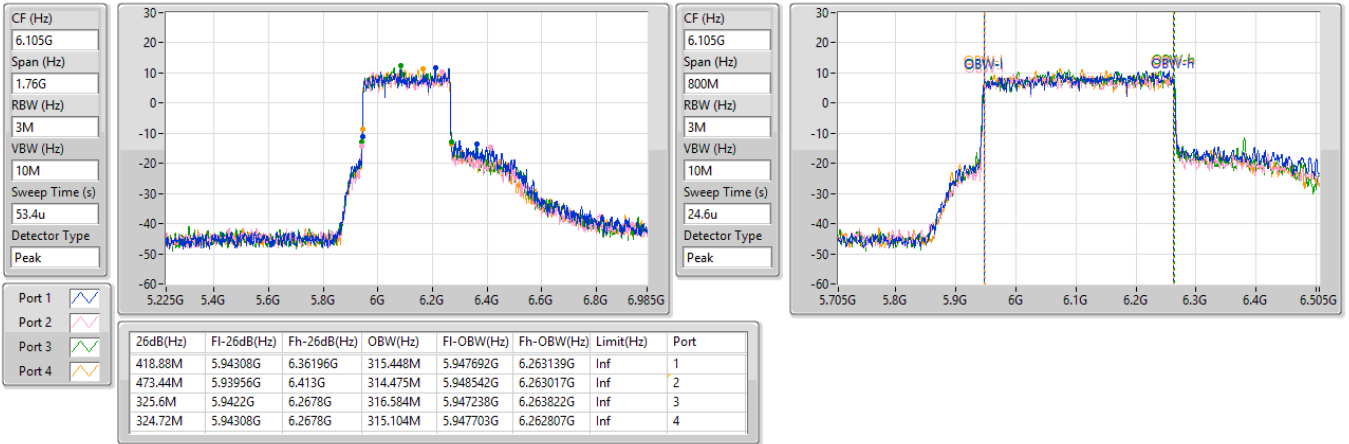 CF (Hz)
6.105G
Span (Hz)
1.76G
RBW (Hz)
3M
VBW (Hz)
10M
Sweep Time (s)
53.4u
Detector Type
Peak
30
20
10
0
-10
-20
-30
-40
-50
-60
5.225G 5.4G 5.6G 5.8G 6G 6.2G 6.4G 6.6G 6.8G 6.985G
CF (Hz)
6.105G
Span (Hz)
800M
RBW (Hz)
3M
VBW (Hz)
10M
Sweep Time (s)
24.6u
Detector Type
Peak
30
20
10
0
-10
-20
-30
-40
-50
-60
OBW-l OBW-h
5.705G 5.8G 5.9G 6G 6.1G 6.2G 6.3G 6.4G 6.505G
Port 1
Port 2
Port 3
Port 4
26dB(Hz) Fl-26dB(Hz) Fh-26dB(Hz) OBW(Hz) Fl-OBW(Hz) Fh-OBW(Hz) Limit(Hz) Port
418.88M 5.94308G 6.36196G 315.448M 5.947692G 6.263139G Inf 1
473.44M 5.93956G 6.413G 314.475M 5.948542G 6.263017G Inf 2
325.6M 5.9422G 6.2678G 316.584M 5.947238G 6.263822G Inf 3
324.72M 5.94308G 6.2678G 315.104M 5.947703G 6.262807G Inf 4